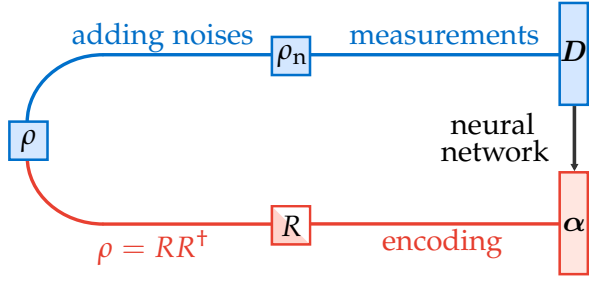 adding noises
ρₙ
measurements
D
ρ
neural
network
ρ = RR†
R
encoding
α